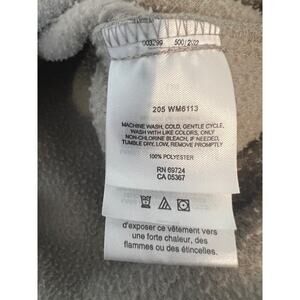 003299 500/202
205 WM6113
MACHINE WASH, COLD, GENTLE CYCLE,
WASH WITH LIKE COLORS, ONLY
NON-CHLORINE BLEACH, IF NEEDED,
TUMBLE DRY, LOW, REMOVE PROMPTLY
100% POLYESTER
RN 69724
CA 05367
d'exposer ce vêtement vers
une forte chaleur, des
flammes ou des étincelles.